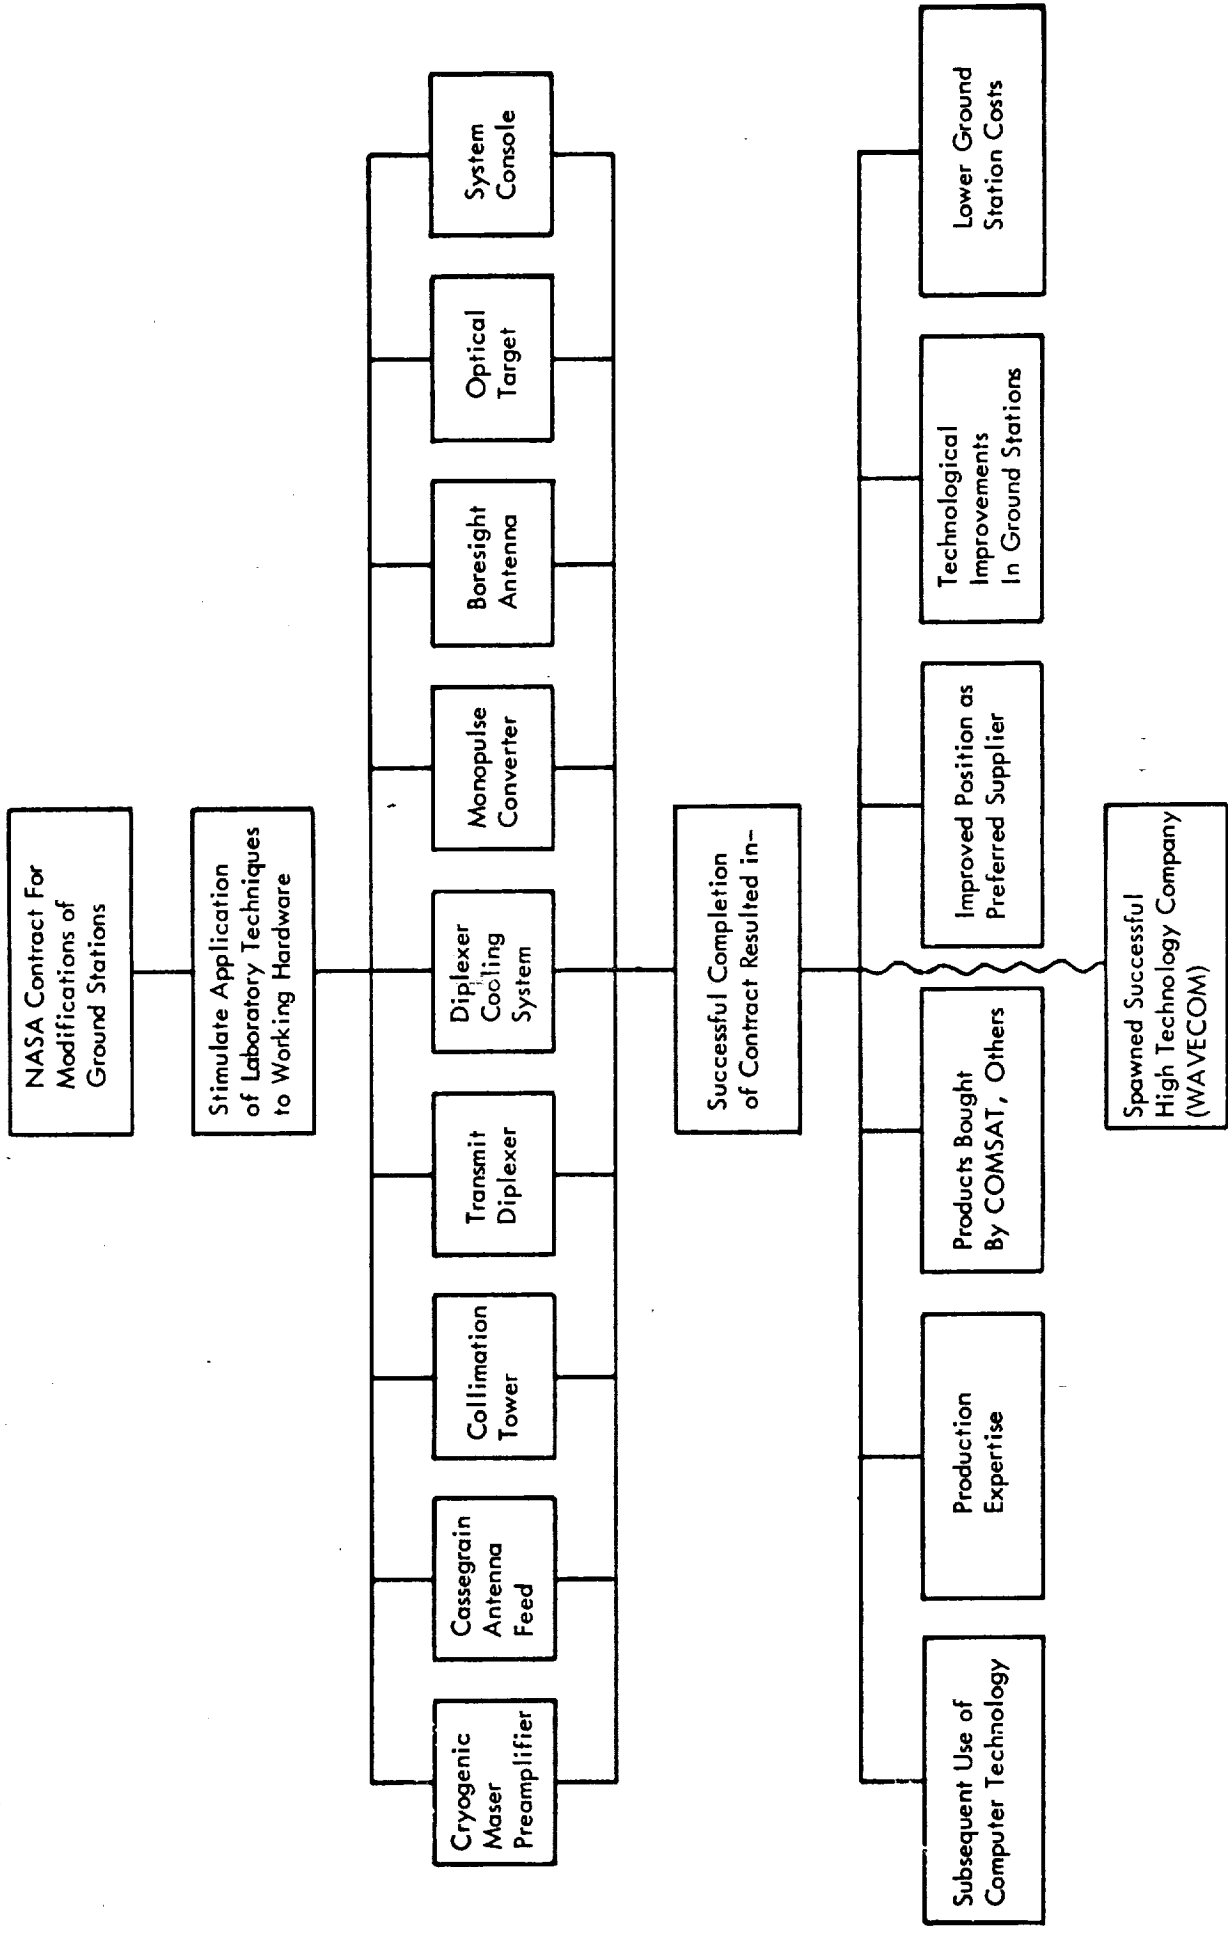 NASA Contract For
Modifications of
Ground Stations
Stimulate Application
of Laboratory Techniques
to Working Hardware
Cryogenic
Maser
Preamplifier
Cassegrain
Antenna
Feed
Collimation
Tower
Transmit
Diplexer
Diplexer
Cooling
System
Monopulse
Converter
Boresight
Antenna
Optical
Target
System
Console
Successful Completion
of Contract Resulted in-
Subsequent Use of
Computer Technology
Production
Expertise
Products Bought
By COMSAT, Others
Improved Position as
Preferred Supplier
Technological
Improvements
In Ground Stations
Lower Ground
Station Costs
Spawned Successful
High Technology Company
(WAVECOM)